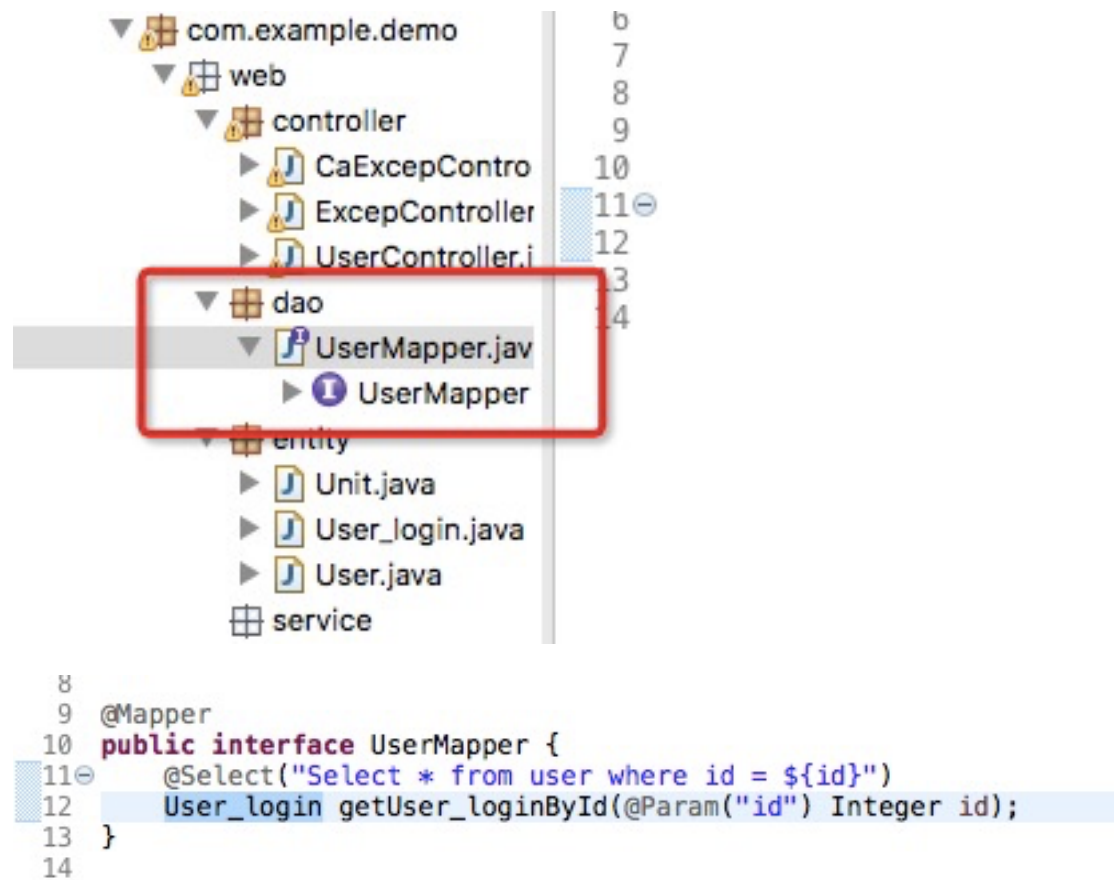 com.example.demo
web
controller
CaExcepContro
ExcepController
UserController.j
dao
UserMapper.jav
UserMapper
entity
Unit.java
User_login.java
User.java
service
6
7
8
9
10
11
12
13
14
8
9 @Mapper
10 public interface UserMapper {
11 @Select("Select * from user where id = ${id}")
12 User_login getUser_loginById(@Param("id") Integer id);
13 }
14